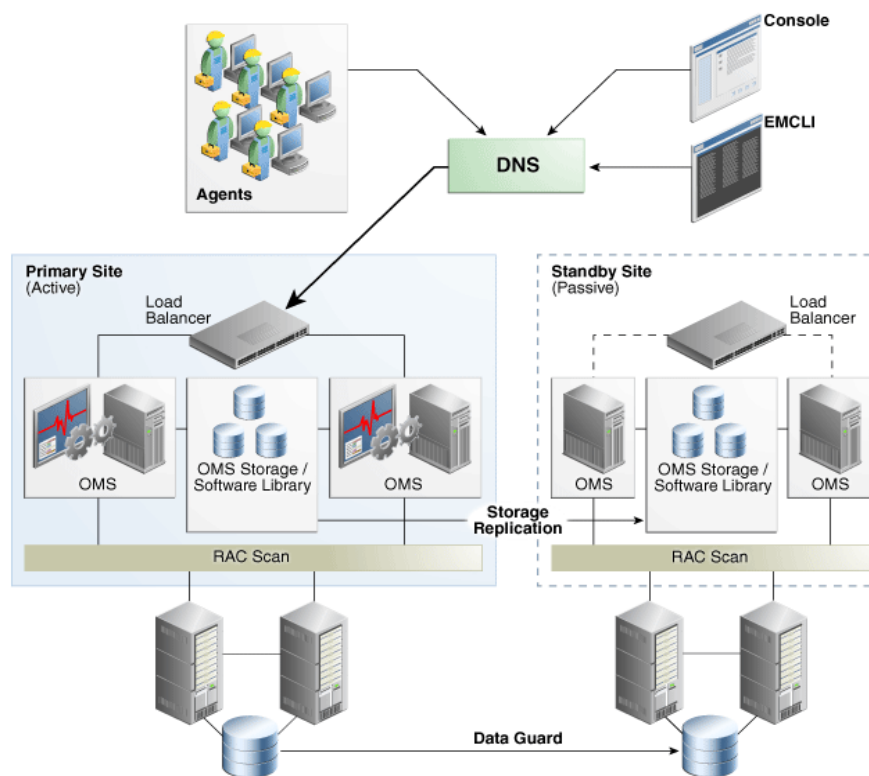 Console
EMCLI
Agents
DNS
Primary Site
(Active)
Load
Balancer
OMS
OMS Storage /
Software Library
OMS
Standby Site
(Passive)
Load
Balancer
OMS
OMS Storage /
Software Library
OMS
Storage
Replication
RAC Scan
RAC Scan
Data Guard